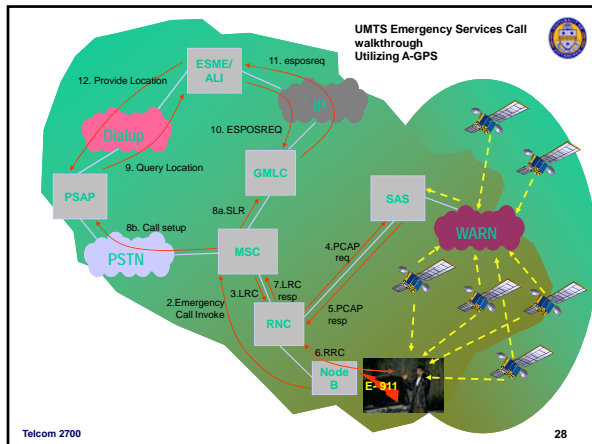 UMTS Emergency Services Call
walkthrough
Utilizing A-GPS
11. esposreq
ESME/
ALI
12. Provide Location
IP
Dialup
10. ESPOSREQ
9. Query Location
GMLC
PSAP
SAS
8a.SLR
8b. Call setup
WARN
PSTN
MSC
4.PCAP
req
7.LRC
resp
3.LRC
2.Emergency
Call Invoke
5.PCAP
resp
RNC
6.RRC
Node
B
E- 911
Telcom 2700
28